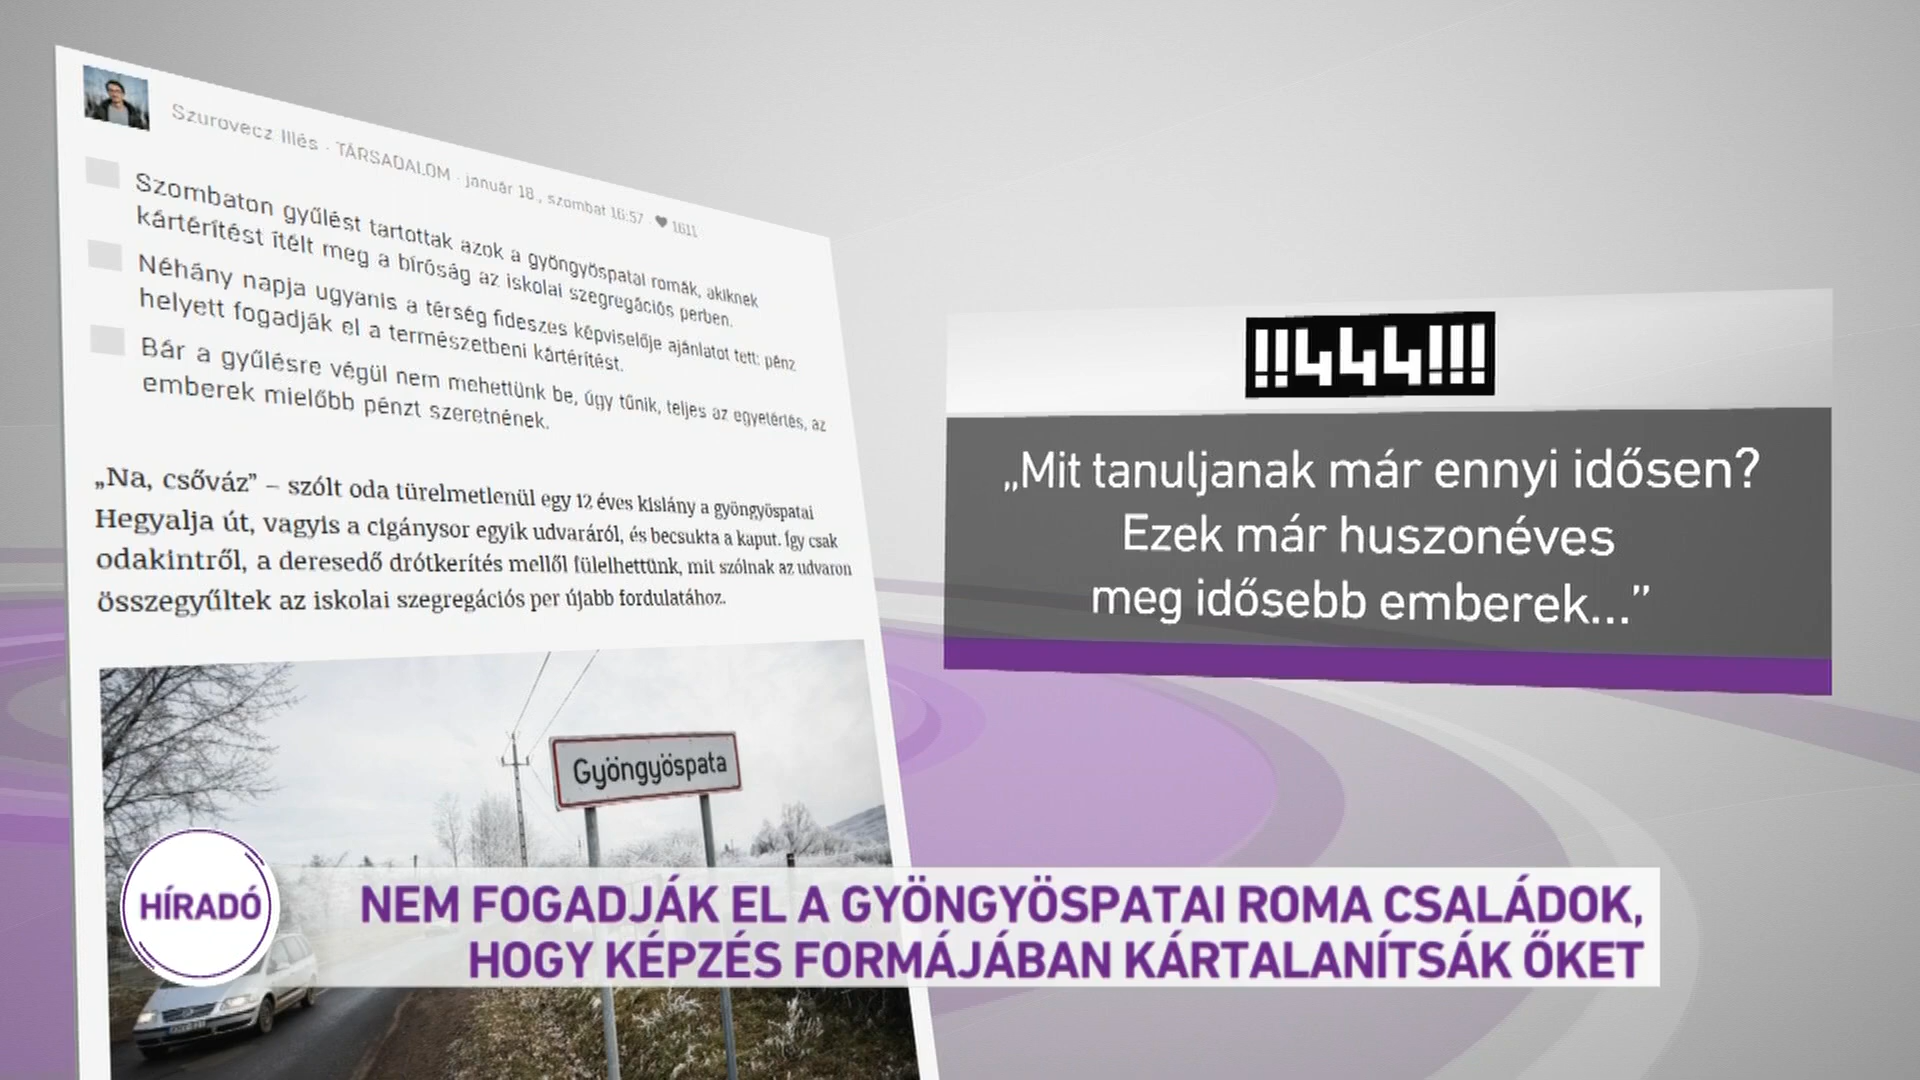 Szurovecz Illés · TÁRSADALOM · január 18., szombat 16:57 · 1611
Szombaton gyűlést tartottak azok a gyöngyöspatai romák, akiknek
kártérítést ítélt meg a bíróság az iskolai szegregációs perben.
Néhány napja ugyanis a térség fideszes képviselője ajánlatot tett: pénz
helyett fogadják el a természetbeni kártérítést.
Bár a gyűlésre végül nem mehettünk be, úgy tűnik, teljes az egyetértés, az
emberek mielőbb pénzt szeretnének.
„Na, csőváz” – szólt oda türelmetlenül egy 12 éves kislány a gyöngyöspatai
Hegyalja út, vagyis a cigánysor egyik udvaráról, és becsukta a kaput. Így csak
odakintről, a deresedő drótkerítés mellől fülelhettünk, mit szólnak az udvaron
összegyűltek az iskolai szegregációs per újabb fordulatához.
Gyöngyöspata
!!444!!!
„Mit tanuljanak már ennyi idősen?
Ezek már huszonéves
meg idősebb emberek...”
HÍRADÓ
NEM FOGADJÁK EL A GYÖNGYÖSPATAI ROMA CSALÁDOK,
HOGY KÉPZÉS FORMÁJÁBAN KÁRTALANÍTSÁK ŐKET